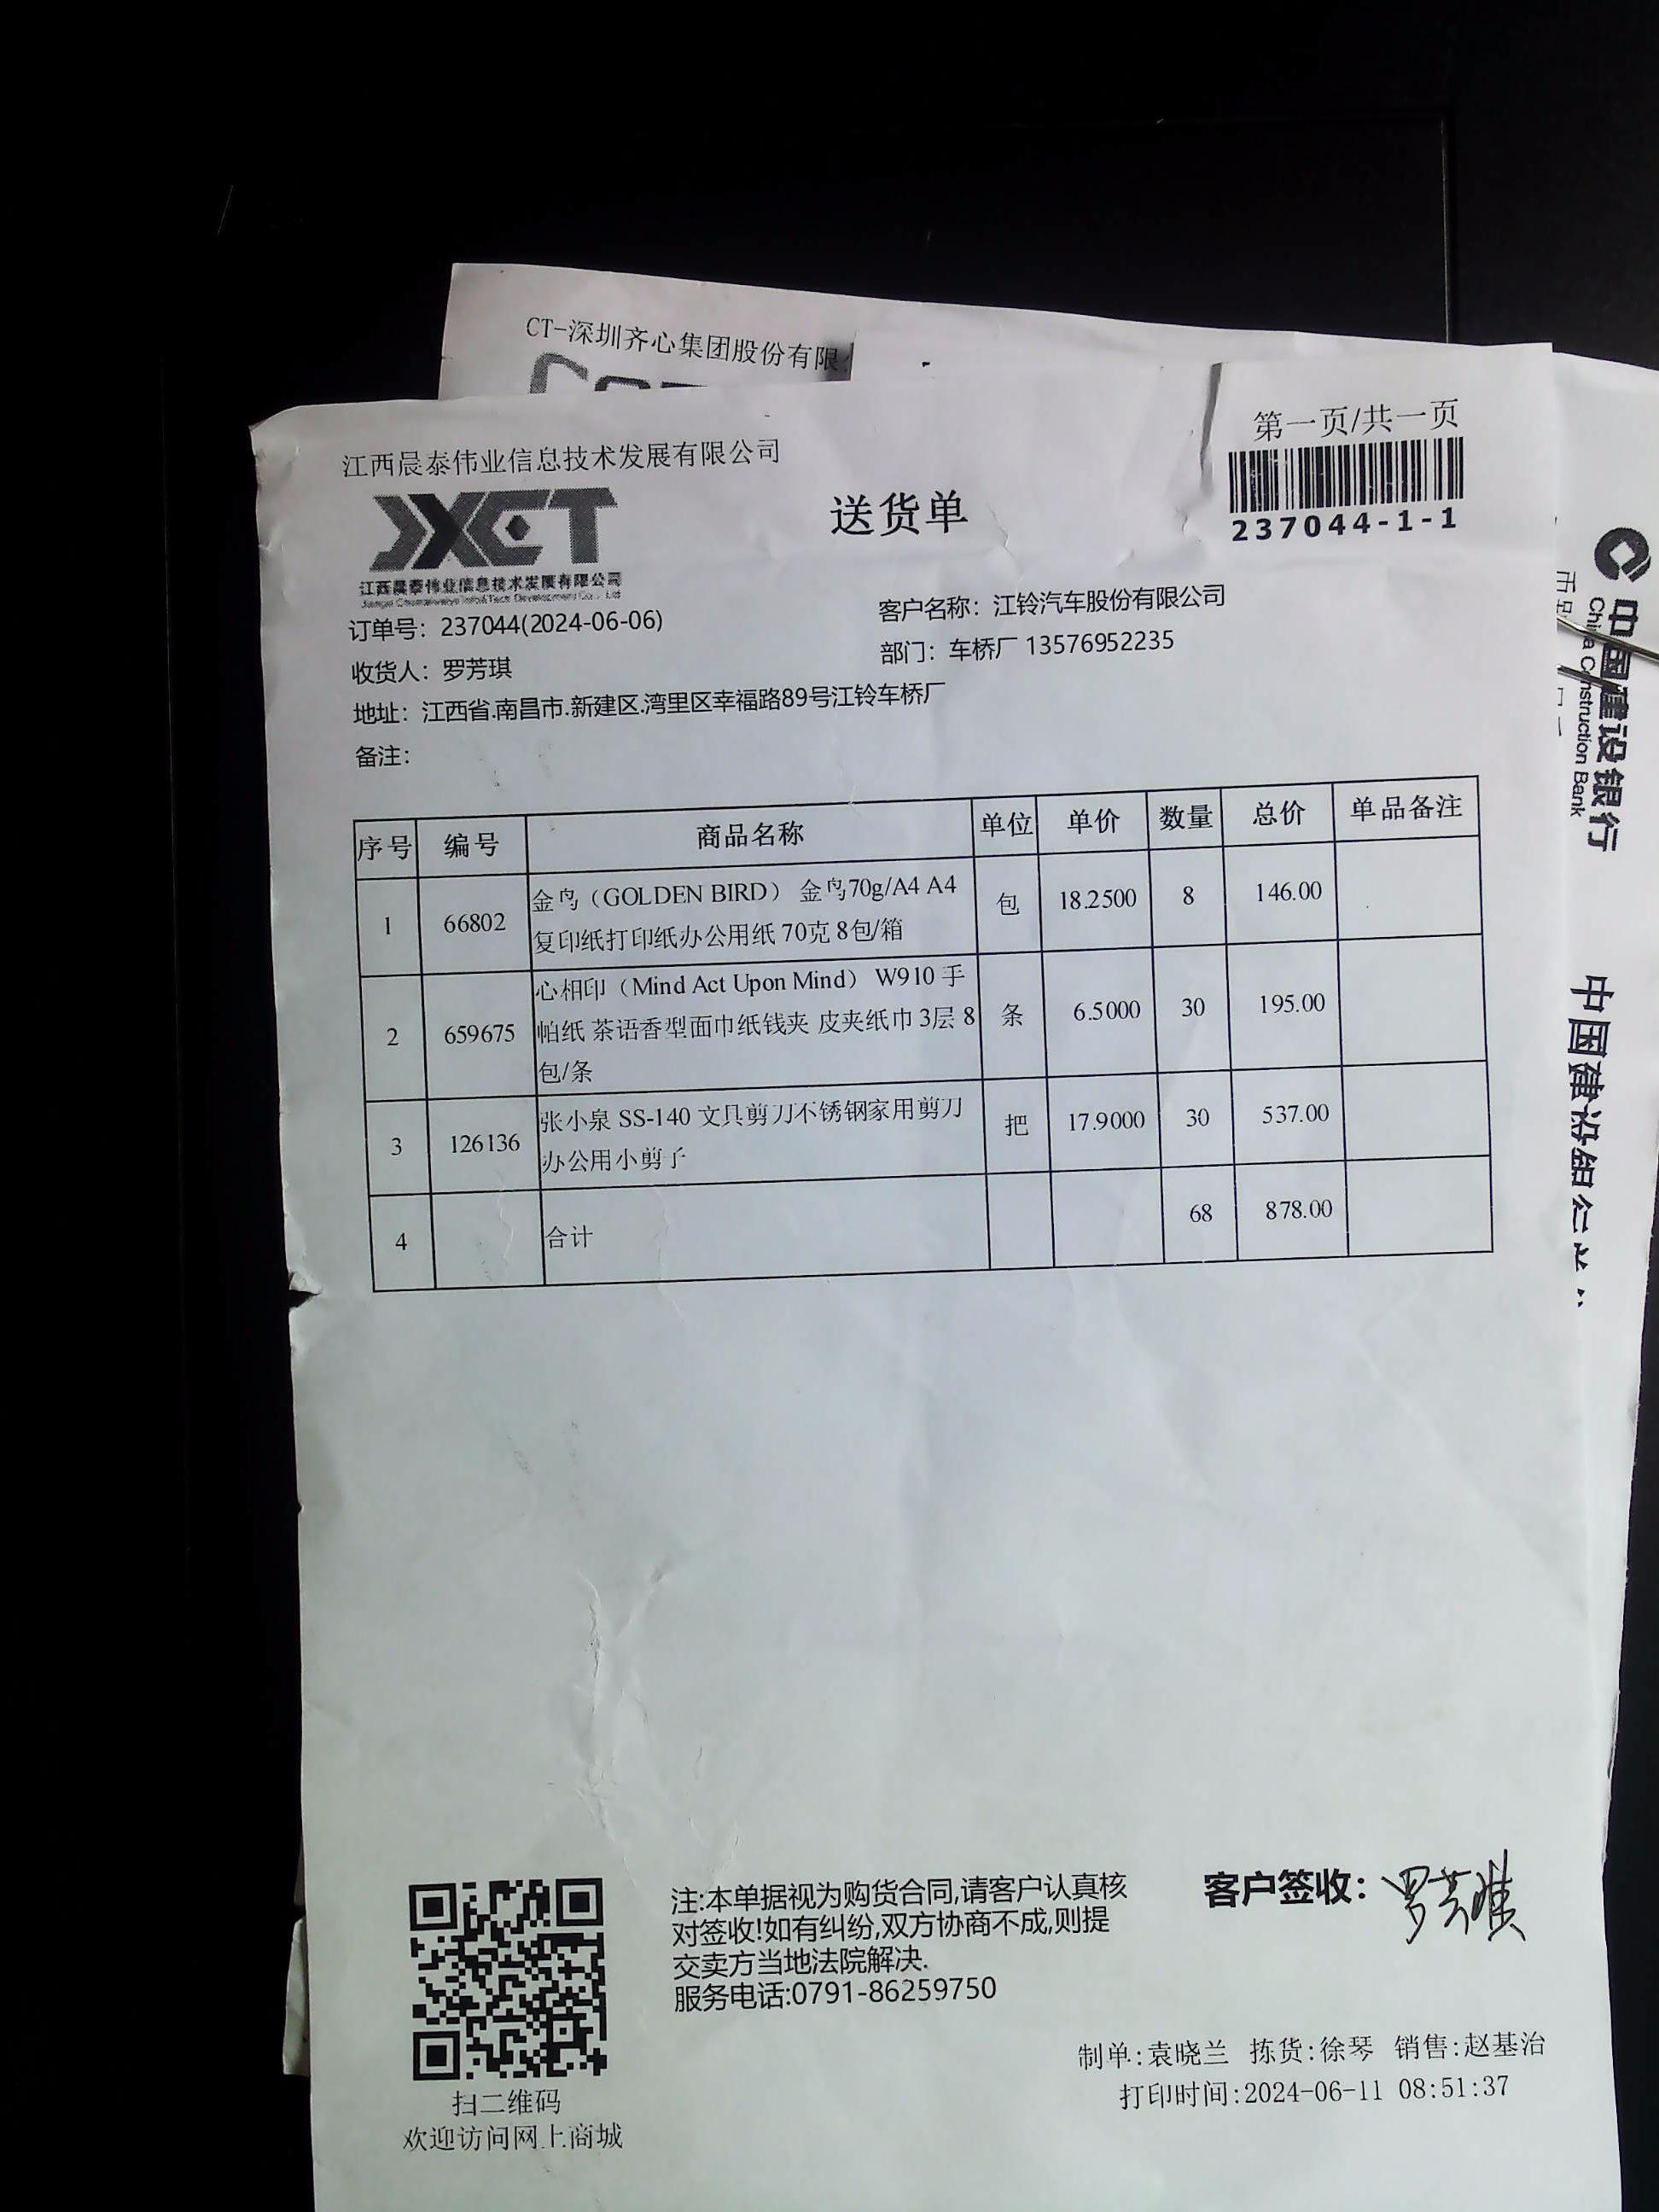 CT-深圳齐心集团股份有限
第一页/共一页
江西晨泰伟业信息技术发展有限公司
JXCT
送货单
237044-1-1
江西晨泰伟业信息技术发展有限公司
订单号：237044(2024-06-06)
客户名称：江铃汽车股份有限公司
收货人：罗芳琪
部门：车桥厂 13576952235
地址：江西省.南昌市.新建区.湾里区幸福路89号江铃车桥厂
备注：
序号 编号 商品名称 单位 单价 数量 总价 单品备注
1 66802 金鸟（GOLDEN BIRD） 金鸟70g/A4 A4 包 18.2500 8 146.00
复印纸打印纸办公用纸 70克 8包/箱
2 659675 心相印（Mind Act Upon Mind） W910 手 条 6.5000 30 195.00
帕纸 茶语香型面巾纸钱夹 皮夹纸巾 3层 8
包/条
3 126136 张小泉 SS-140 文具剪刀不锈钢家用剪刀 把 17.9000 30 537.00
办公用小剪子
4 合计 68 878.00
注:本单据视为购货合同,请客户认真核
对签收!如有纠纷,双方协商不成,则提
交卖方当地法院解决.
服务电话:0791-86259750
客户签收：
扫二维码
欢迎访问网上商城
制单:袁晓兰 拣货:徐琴 销售:赵基治
打印时间:2024-06-11 08:51:37
中国建设银行
China Construction Bank